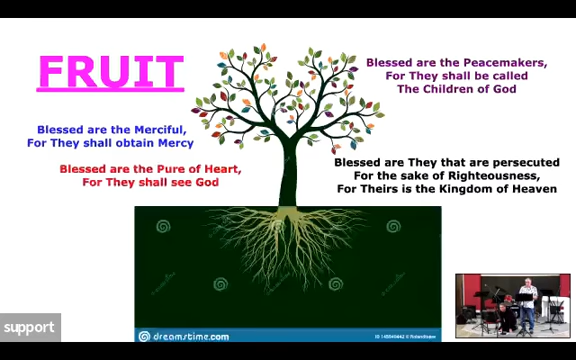 FRUIT
Blessed are the Peacemakers,
For They shall be called
The Children of God
Blessed are the Merciful,
For They shall obtain Mercy
Blessed are the Pure of Heart,
For They shall see God
Blessed are They that are persecuted
For the sake of Righteousness,
For Theirs is the Kingdom of Heaven
support
dreamstime.com